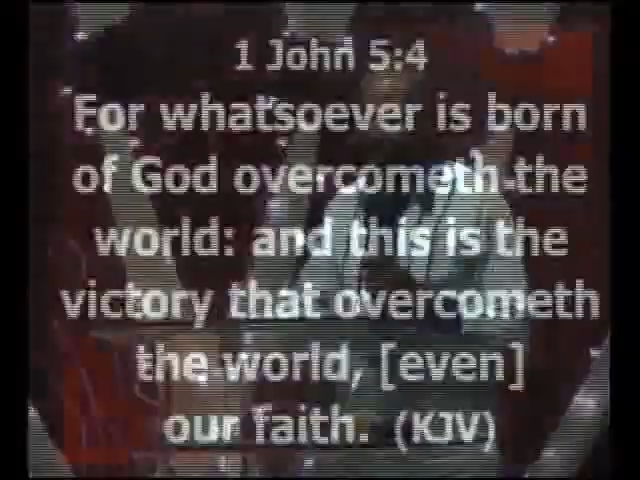 1 John 5:4
For whatsoever is born
of God overcometh the
world: and this is the
victory that overcometh
the world, [even]
our faith. (KJV)